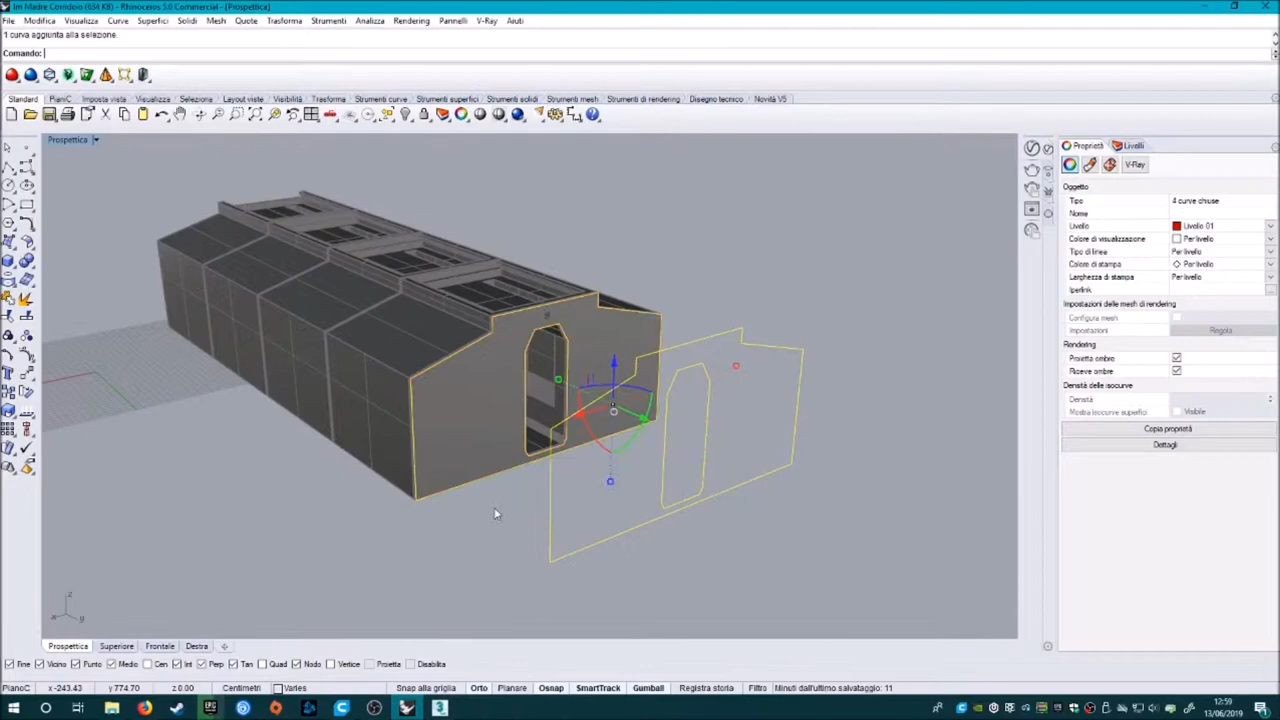 Im Madre Corridoio (634 KB) - Rhinoceros 5.0 Commercial - [Prospettica]
File Modifica Visualizza Curve Superfici Solidi Mesh Quote Trasforma Strumenti Analizza Rendering Pannelli V-Ray Aiuti
1 curva aggiunta alla selezione.
Comando:
Standard PianiC Imposta vista Visualizza Seleziona Layout viste Visibilità Trasforma Strumenti curve Strumenti superfici Strumenti solidi Strumenti mesh Strumenti di rendering Disegno tecnico Novità V5
Prospettica
Proprietà Livelli
V-Ray
Oggetto
Tipo 4 curve chiuse
Nome
Livello Livello 01
Colore di visualizzazione Per livello
Tipo di linea Per livello
Colore di stampa Per livello
Larghezza di stampa Per livello
Iperlink
Impostazioni delle mesh di rendering
Configura mesh
Impostazioni Regola
Rendering
Proietta ombre
Riceve ombre
Densità delle isocurve
Densità
Mostra isocurve superfici Visibile
Copia proprietà
Dettagli
z
x y
Prospettica Superiore Frontale Destra
Fine Vicino Punto Medio Cen Int Perp Tan Quad Nodo Vertice Proietta Disabilita
PianoC x -243.43 y 774.70 z 0.00 Centimetri Varies Snap alla griglia Orto Planare Osnap SmartTrack Gumball Registra storia Filtro Minuti dall'ultimo salvataggio: 11
12:59
13/06/2019